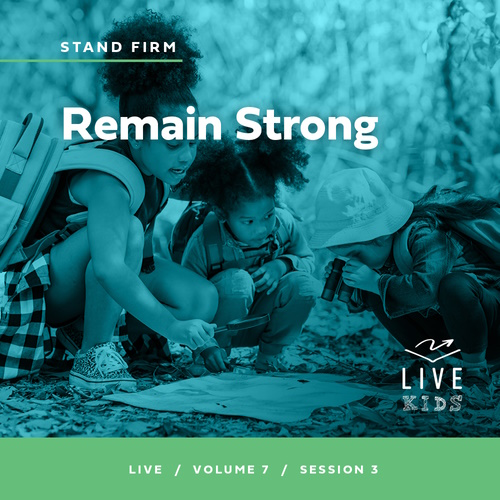 STAND FIRM
Remain Strong
LIVE
KIDS
LIVE / VOLUME 7 / SESSION 3